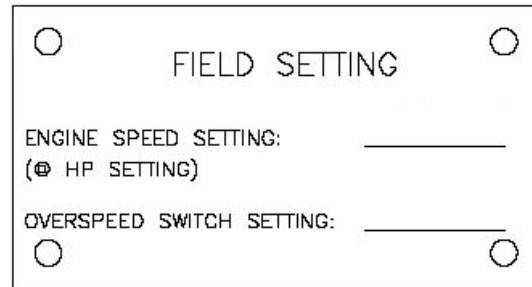 FIELD SETTING
ENGINE SPEED SETTING:
(@ HP SETTING)
OVERSPEED SWITCH SETTING: